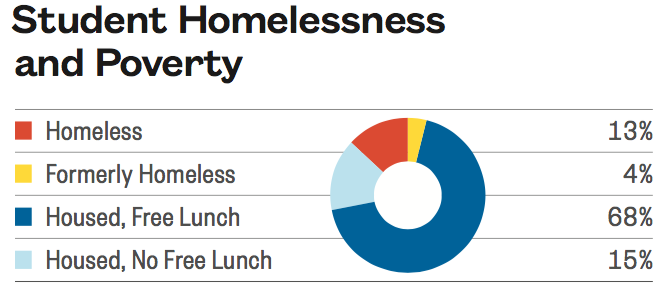 Student Homelessness
and Poverty
Homeless 13%
Formerly Homeless 4%
Housed, Free Lunch 68%
Housed, No Free Lunch 15%